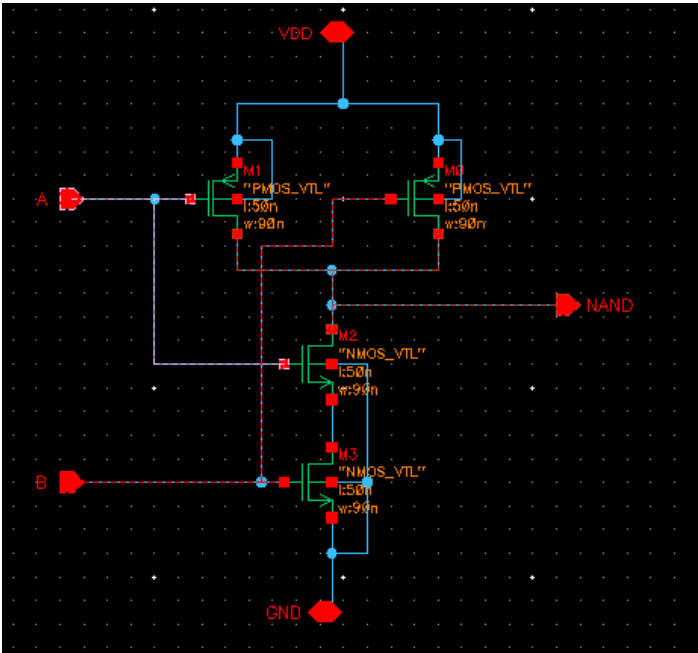 VDD
M1
"PMOS_VTL"
l:50n
w:90n
M0
"PMOS_VTL"
l:50n
w:90n
A
NAND
M2
"NMOS_VTL"
l:50n
w:90n
B
M3
"NMOS_VTL"
l:50n
w:90n
GND